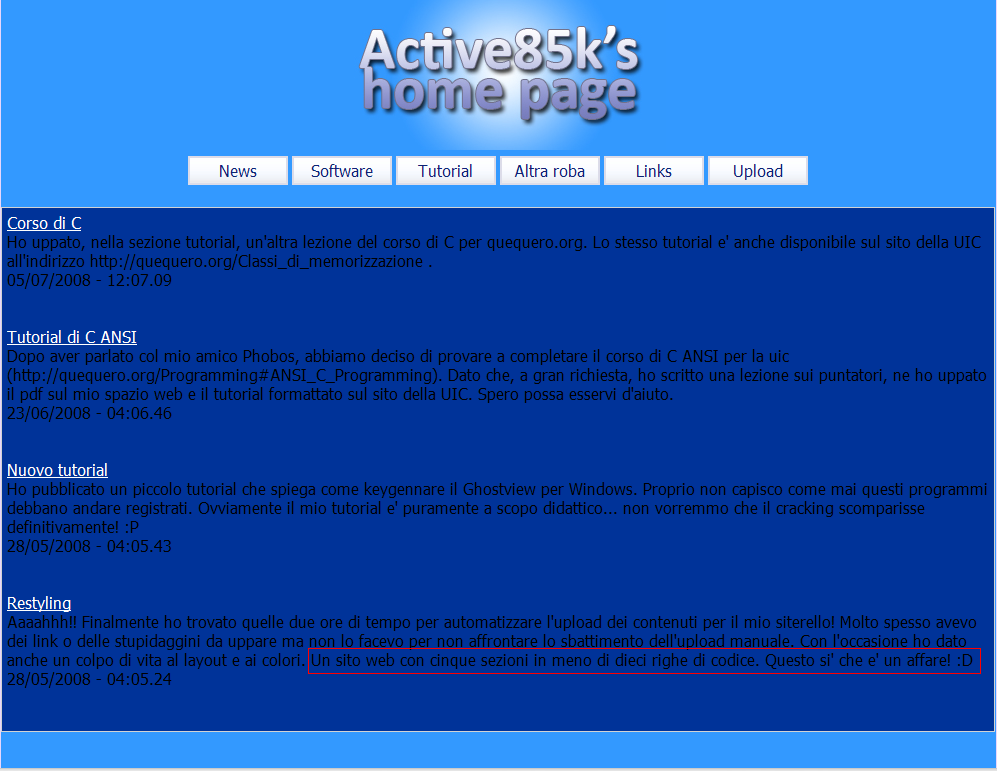 Active85k's
home page
News Software Tutorial Altra roba Links Upload
Corso di C
Ho uppato, nella sezione tutorial, un'altra lezione del corso di C per quequero.org. Lo stesso tutorial e' anche disponibile sul sito della UIC
all'indirizzo http://quequero.org/Classi_di_memorizzazione .
05/07/2008 - 12:07.09
Tutorial di C ANSI
Dopo aver parlato col mio amico Phobos, abbiamo deciso di provare a completare il corso di C ANSI per la uic
(http://quequero.org/Programming#ANSI_C_Programming). Dato che, a gran richiesta, ho scritto una lezione sui puntatori, ne ho uppato
il pdf sul mio spazio web e il tutorial formattato sul sito della UIC. Spero possa esservi d'aiuto.
23/06/2008 - 04:06.46
Nuovo tutorial
Ho pubblicato un piccolo tutorial che spiega come keygennare il Ghostview per Windows. Proprio non capisco come mai questi programmi
debbano andare registrati. Ovviamente il mio tutorial e' puramente a scopo didattico... non vorremmo che il cracking scomparisse
definitivamente! :P
28/05/2008 - 04:05.43
Restyling
Aaaahhh!! Finalmente ho trovato quelle due ore di tempo per automatizzare l'upload dei contenuti per il mio siterello! Molto spesso avevo
dei link o delle stupidaggini da uppare ma non lo facevo per non affrontare lo sbattimento dell'upload manuale. Con l'occasione ho dato
anche un colpo di vita al layout e ai colori. Un sito web con cinque sezioni in meno di dieci righe di codice. Questo si' che e' un affare! :D
28/05/2008 - 04:05.24